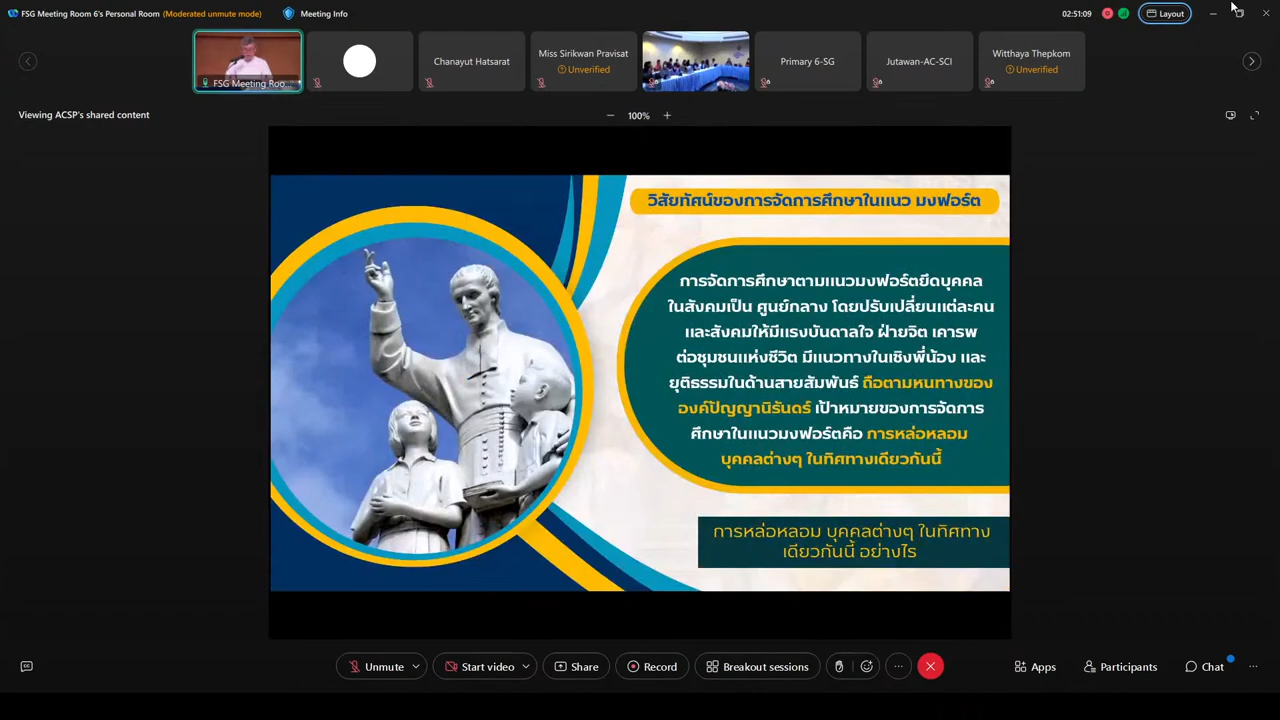 FSG Meeting Room 6's Personal Room (Moderated unmute mode)
Meeting Info
02:51:09
Layout
FSG Meeting Roo...
Chanayut Hatsarat
Miss Sirikwan Pravisat
Unverified
Primary 6-SG
Jutawan-AC-SCI
Witthaya Thepkom
Unverified
Viewing ACSP's shared content
100%
วิสัยทัศน์ของการจัดการศึกษาในแนว มงฟอร์ต
การจัดการศึกษาตามแนวมงฟอร์ตยึดบุคคล
ในสังคมเป็น ศูนย์กลาง โดยปรับเปลี่ยนแต่ละคน
และสังคมให้มีแรงบันดาลใจ ฝ่ายจิต เคารพ
ต่อชุมชนแห่งชีวิต มีแนวทางในเชิงพี่น้อง และ
ยุติธรรมในด้านสายสัมพันธ์ ถือตามหนทางของ
องค์ปัญญานิรันดร์ เป้าหมายของการจัดการ
ศึกษาในแนวมงฟอร์ตคือ การหล่อหลอม
บุคคลต่างๆ ในทิศทางเดียวกันนี้
การหล่อหลอม บุคคลต่างๆ ในทิศทาง
เดียวกันนี้ อย่างไร
Unmute
Start video
Share
Record
Breakout sessions
Apps
Participants
Chat